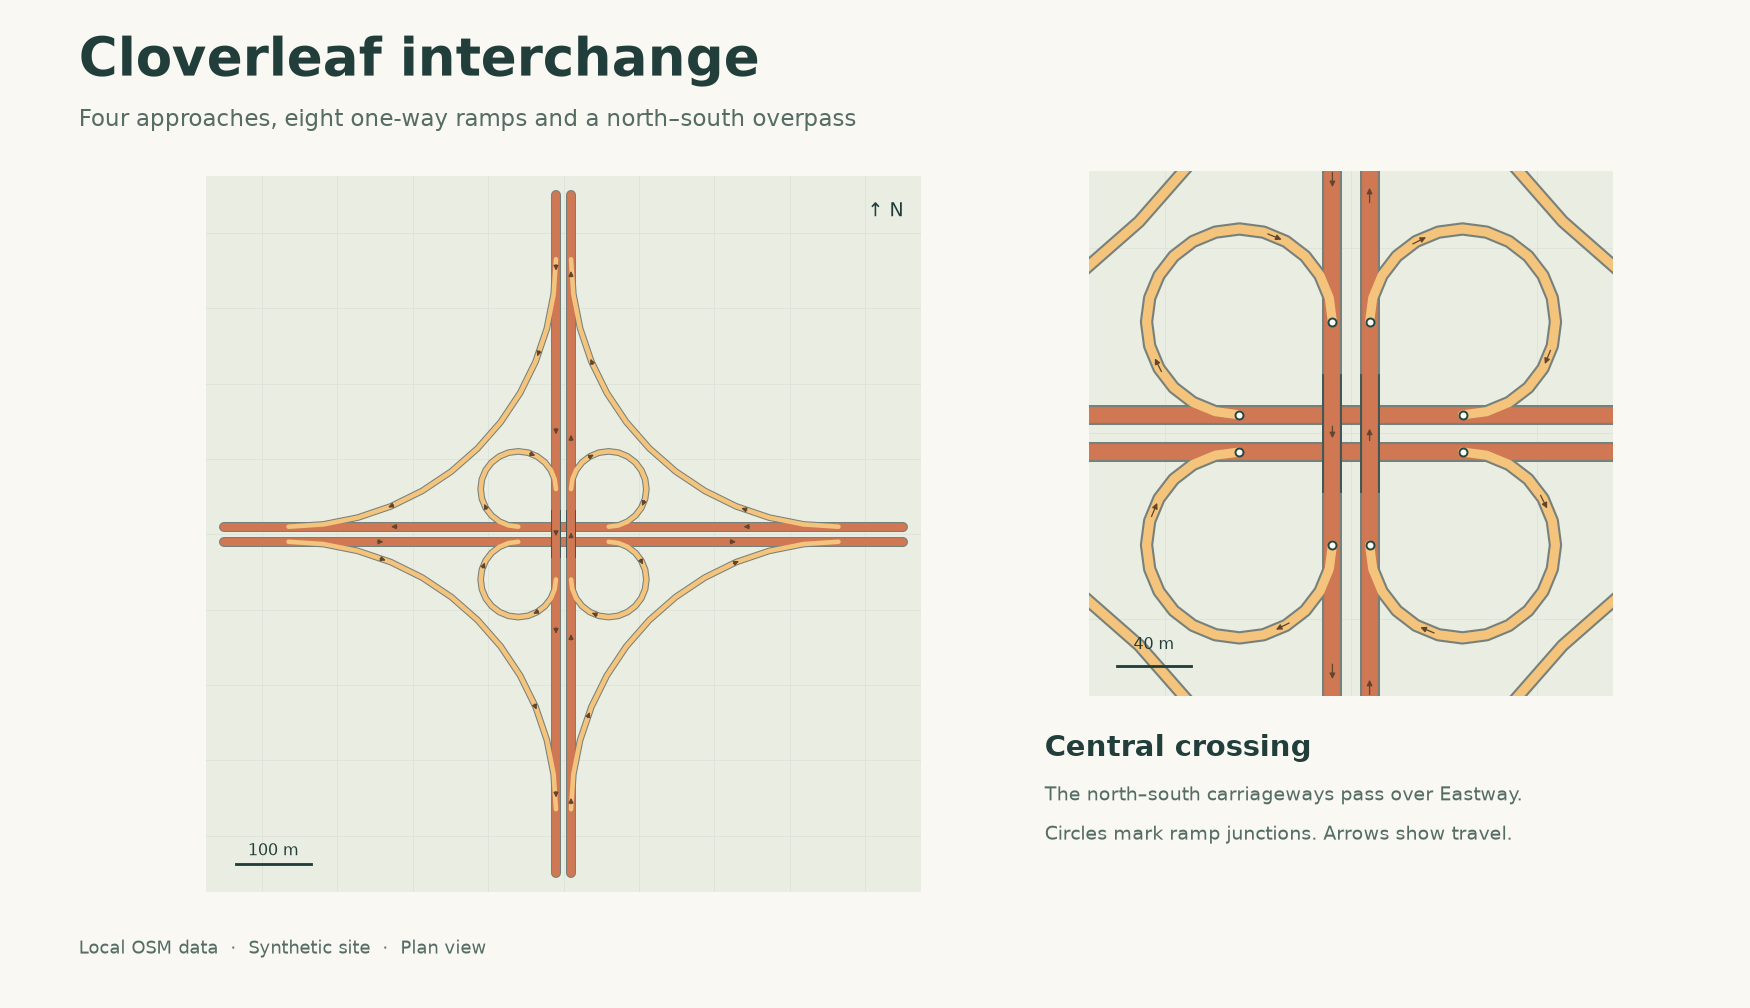 Cloverleaf interchange
Four approaches, eight one-way ramps and a north–south overpass
↑ N
100 m
40 m
Central crossing
The north–south carriageways pass over Eastway.
Circles mark ramp junctions. Arrows show travel.
Local OSM data · Synthetic site · Plan view